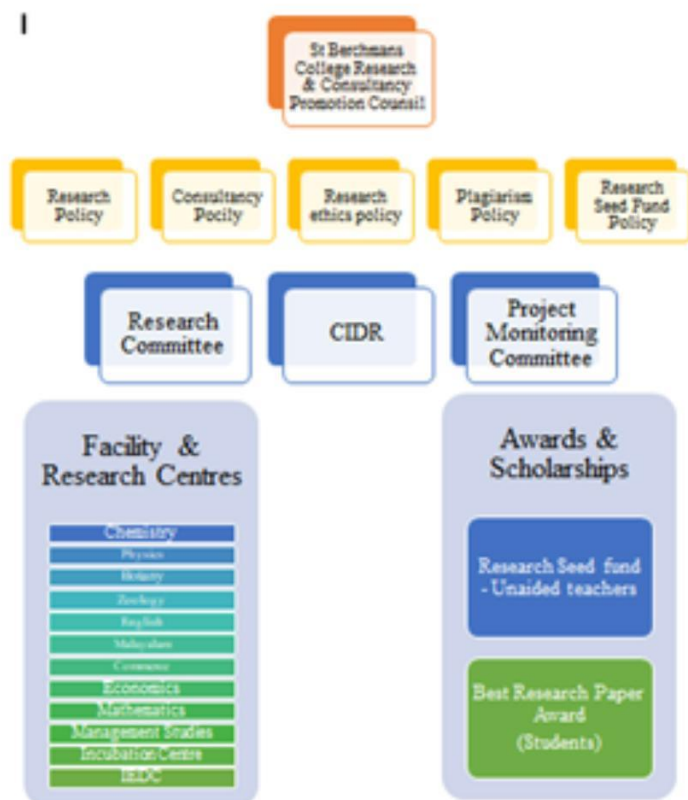 I
St Berchmans
College Research
& Consultancy
Promotion Counsil
Research
Policy
Consultancy
Pocily
Research
ethics policy
Plagiarism
Policy
Research
Seed Fund
Policy
Research
Committee
CIDR
Project
Monitoring
Committee
Facility &
Research Centres
Chemistry
Physics
Botany
Zoology
English
Malayalam
Commerce
Economics
Mathematics
Management Studies
Incubation Centre
IEDC
Awards &
Scholarships
Research Seed fund
- Unaided teachers
Best Research Paper
Award
(Students)